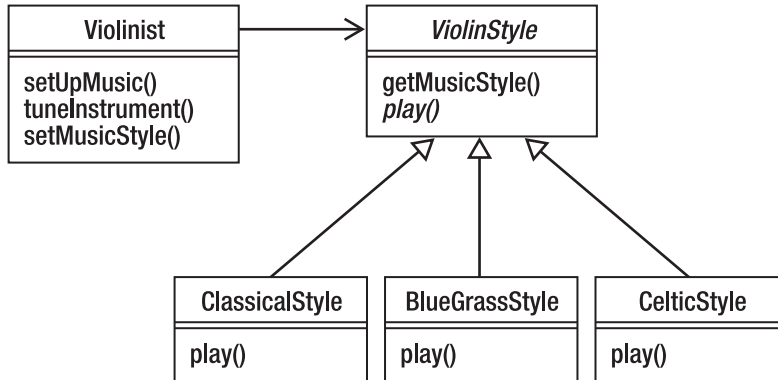 Violinist
setUpMusic()
tuneInstrument()
setMusicStyle()
ViolinStyle
getMusicStyle()
play()
ClassicalStyle
play()
BlueGrassStyle
play()
CelticStyle
play()